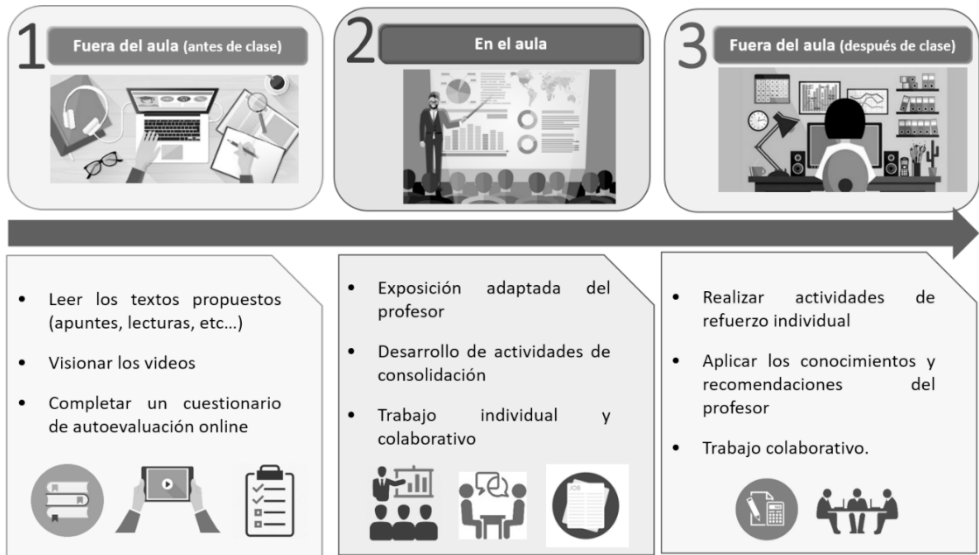 1
Fuera del aula (antes de clase)
2
En el aula
3
Fuera del aula (después de clase)
• Leer los textos propuestos
(apuntes, lecturas, etc...)
• Visionar los videos
• Completar un cuestionario
de autoevaluación online
• Exposición adaptada del
profesor
• Desarrollo de actividades de
consolidación
• Trabajo individual y
colaborativo
JOB
• Realizar actividades de
refuerzo individual
• Aplicar los conocimientos y
recomendaciones del
profesor
• Trabajo colaborativo.